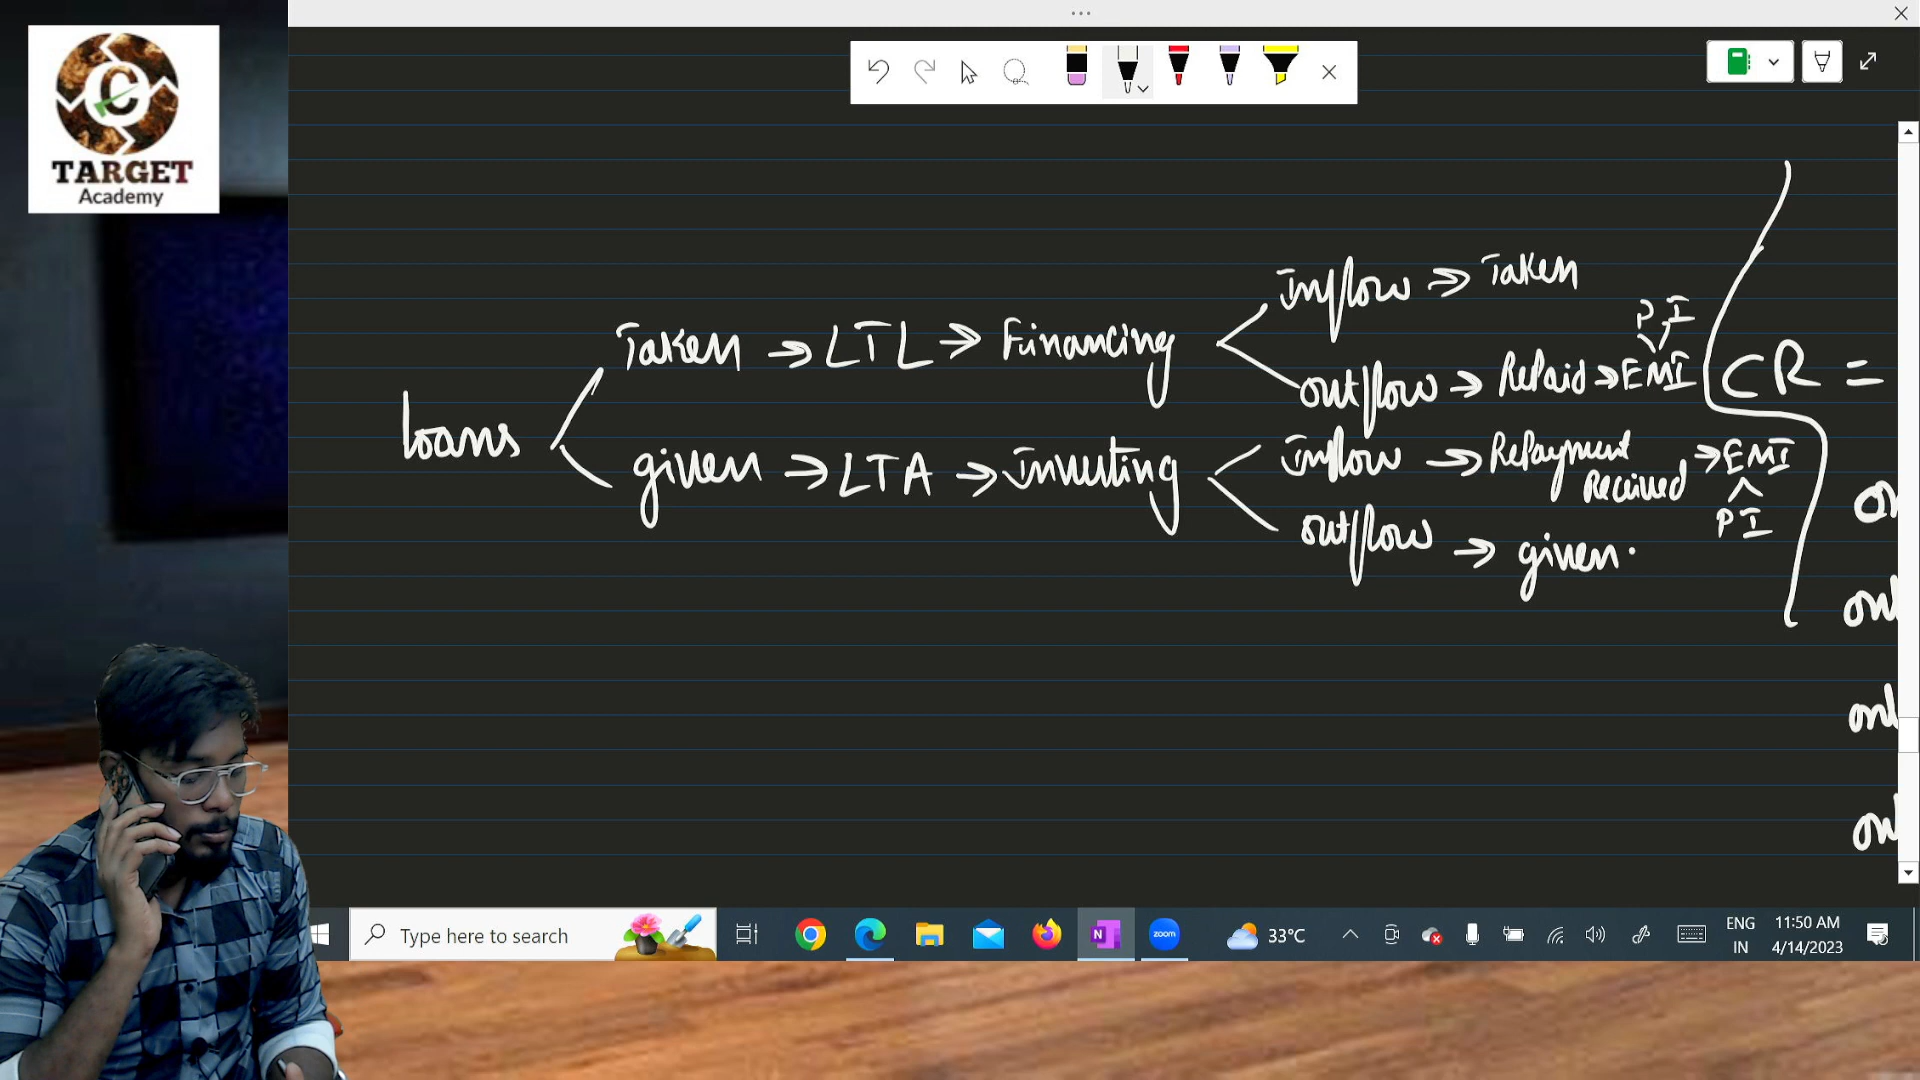 TARGET
Academy
Inflow → Taken
P I
Taken → LTL → Financing
outflow → Repaid → EMI
CR =
loans
given → LTA → Investing
Inflow → Repayment Received → EMI
P I
outflow → given.
Type here to search
N
zoom
33°C
ENG
IN
11:50 AM
4/14/2023